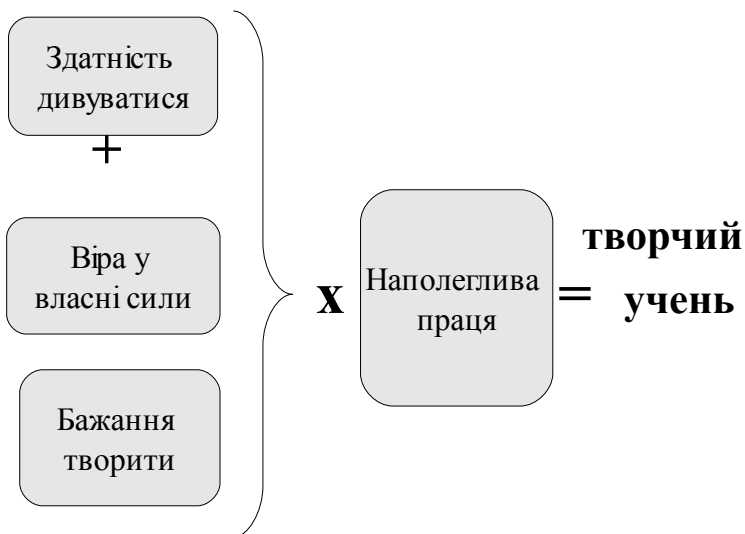 Здатність
дивуватися
+
Віра у
власні сили
Бажання
творити
х
Наполеглива
праця
=
творчий
учень